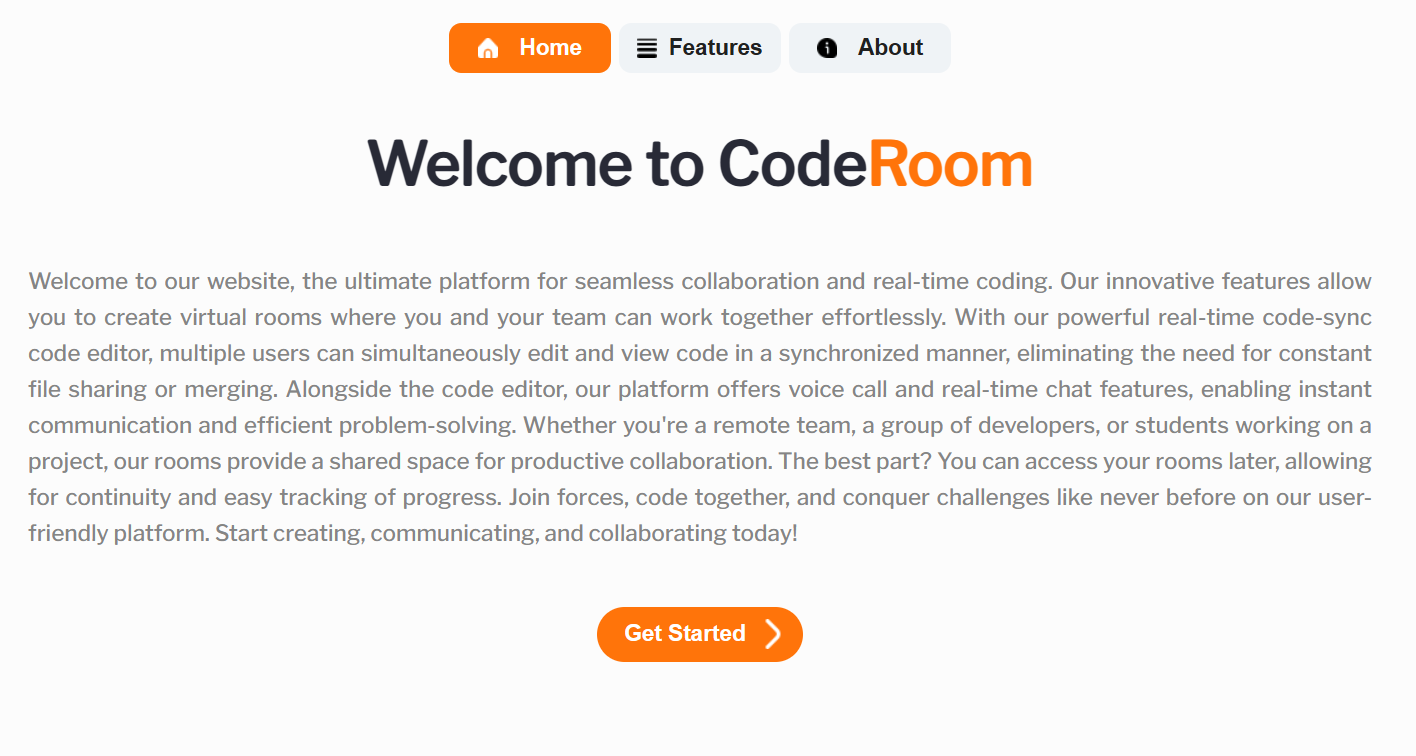 Home Features About
Welcome to CodeRoom
Welcome to our website, the ultimate platform for seamless collaboration and real-time coding. Our innovative features allow
you to create virtual rooms where you and your team can work together effortlessly. With our powerful real-time code-sync
code editor, multiple users can simultaneously edit and view code in a synchronized manner, eliminating the need for constant
file sharing or merging. Alongside the code editor, our platform offers voice call and real-time chat features, enabling instant
communication and efficient problem-solving. Whether you're a remote team, a group of developers, or students working on a
project, our rooms provide a shared space for productive collaboration. The best part? You can access your rooms later, allowing
for continuity and easy tracking of progress. Join forces, code together, and conquer challenges like never before on our user-
friendly platform. Start creating, communicating, and collaborating today!
Get Started